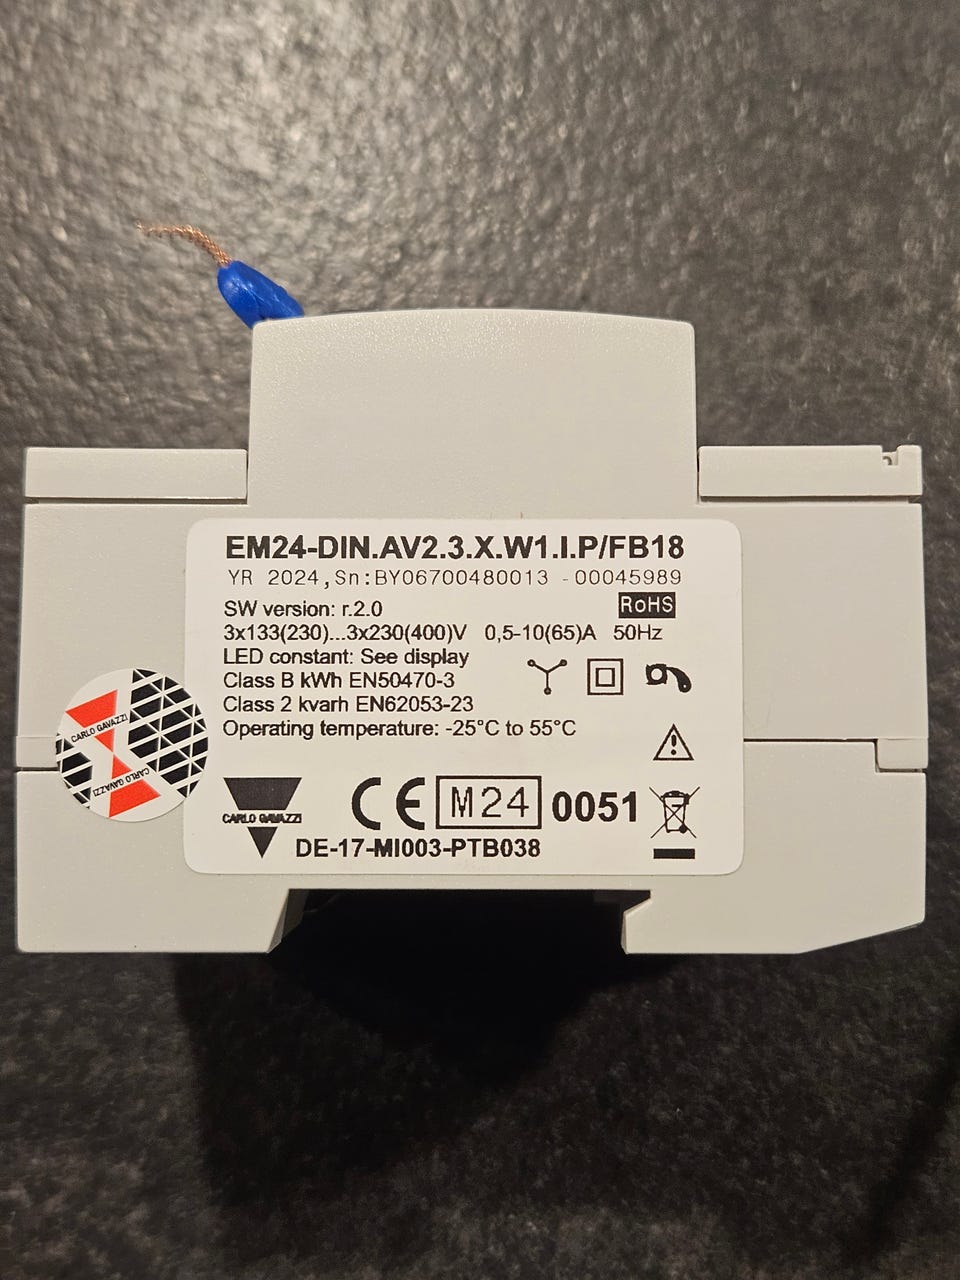 EM24-DIN.AV2.3.X.W1.I.P/FB18
YR 2024,Sn:BY06700480013 -00045989
RoHS
SW version: r.2.0
3x133(230)...3x230(400)V 0,5-10(65)A 50Hz
LED constant: See display
Class B kWh EN50470-3
Class 2 kvarh EN62053-23
Operating temperature: -25°C to 55°C
CARLO GAVAZZI
CARLO GAVAZZI
CARLO GAVAZZI
CE M24 0051
DE-17-MI003-PTB038